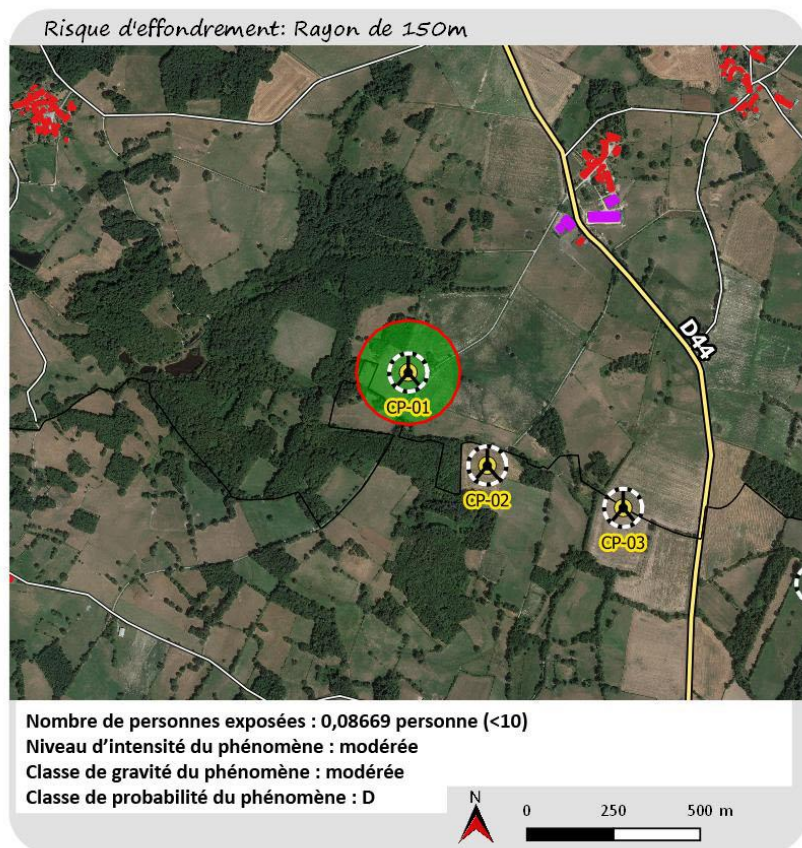 Risque d'effondrement: Rayon de 150m
D44
CP-01
CP-02
CP-03
Nombre de personnes exposées : 0,08669 personne (<10)
Niveau d’intensité du phénomène : modérée
Classe de gravité du phénomène : modérée
Classe de probabilité du phénomène : D
N
0 250 500 m